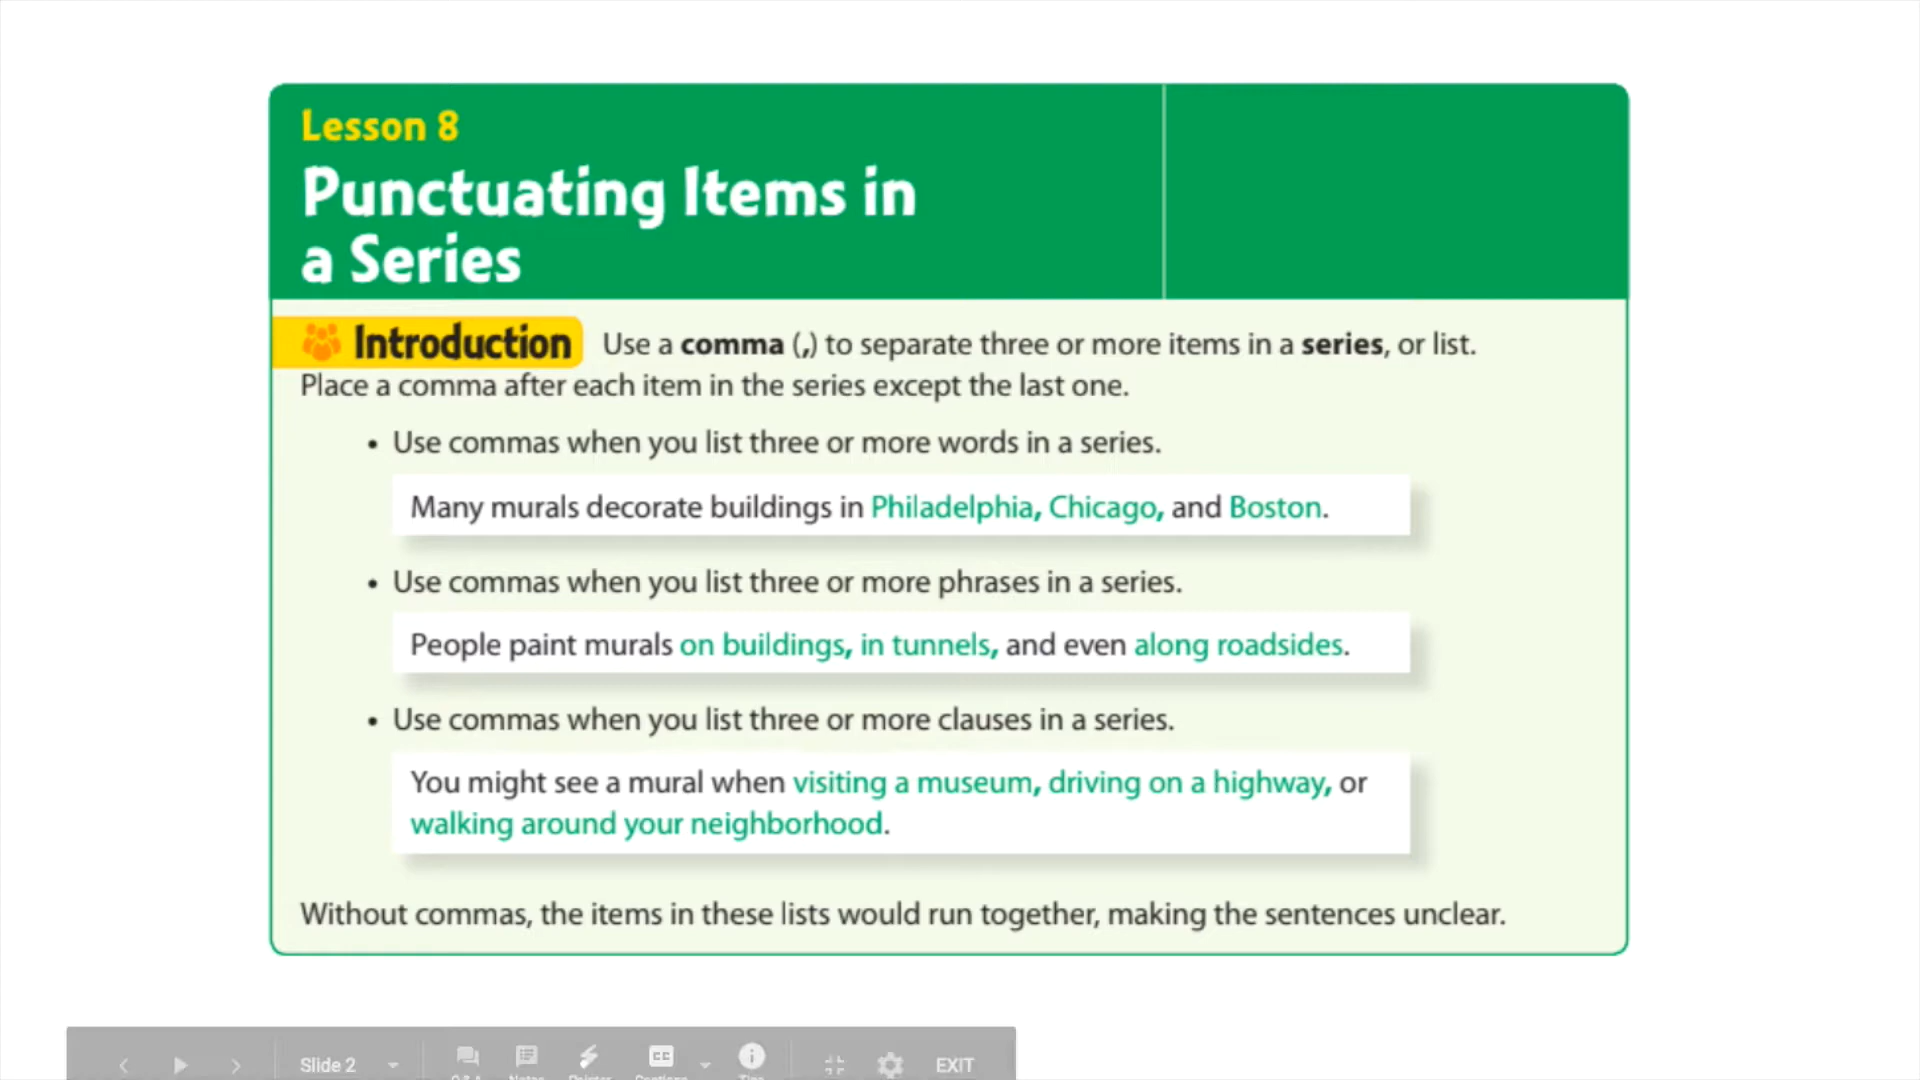 Lesson 8
Punctuating Items in
a Series
Introduction Use a comma (,) to separate three or more items in a series, or list.
Place a comma after each item in the series except the last one.
• Use commas when you list three or more words in a series.
Many murals decorate buildings in Philadelphia, Chicago, and Boston.
• Use commas when you list three or more phrases in a series.
People paint murals on buildings, in tunnels, and even along roadsides.
• Use commas when you list three or more clauses in a series.
You might see a mural when visiting a museum, driving on a highway, or
walking around your neighborhood.
Without commas, the items in these lists would run together, making the sentences unclear.
Slide 2 CC EXIT